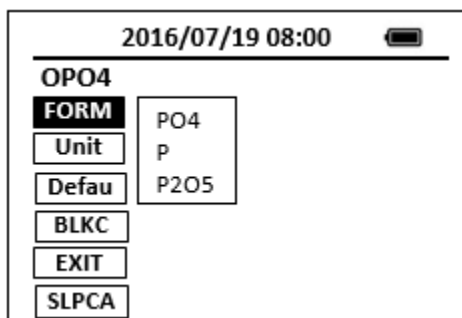 2016/07/19 08:00
OPO4
FORM
PO4
Unit
P
Defau
P2O5
BLKC
EXIT
SLPCA